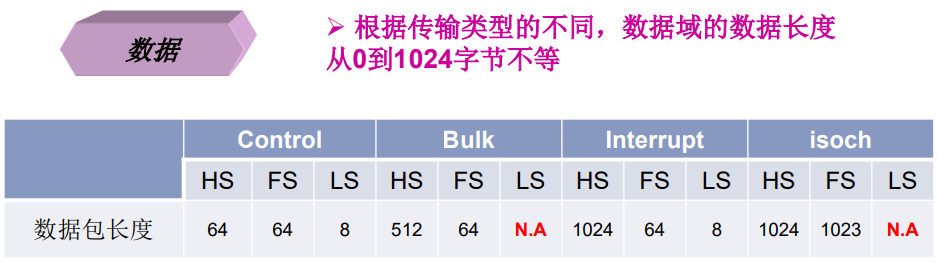 数据
➢ 根据传输类型的不同，数据域的数据长度
从0到1024字节不等
Control Bulk Interrupt isoch
HS FS LS HS FS LS HS FS LS HS FS LS
数据包长度 64 64 8 512 64 N.A 1024 64 8 1024 1023 N.A